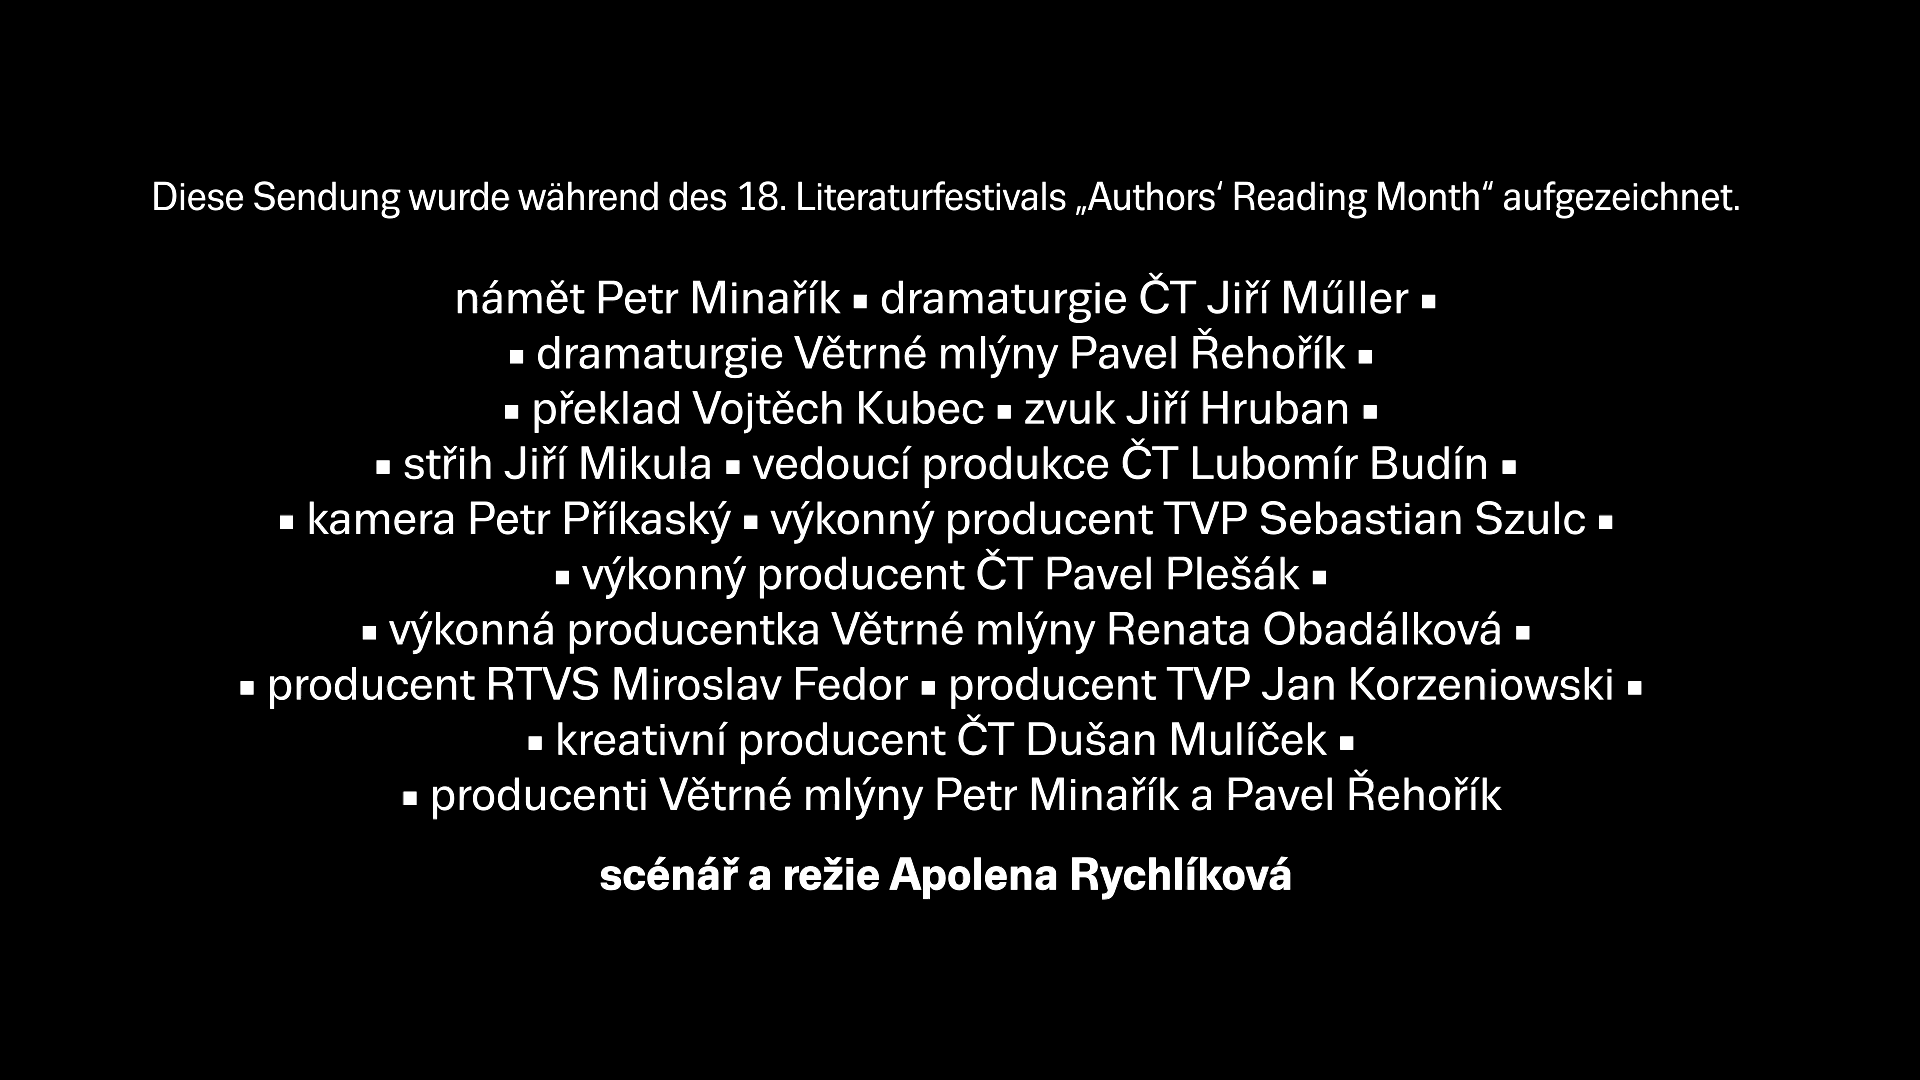 Diese Sendung wurde während des 18. Literaturfestivals „Authors‘ Reading Month“ aufgezeichnet.
námět Petr Minařík ▪ dramaturgie ČT Jiří Műller ▪
▪ dramaturgie Větrné mlýny Pavel Řehořík ▪
▪ překlad Vojtěch Kubec ▪ zvuk Jiří Hruban ▪
▪ střih Jiří Mikula ▪ vedoucí produkce ČT Lubomír Budín ▪
▪ kamera Petr Příkaský ▪ výkonný producent TVP Sebastian Szulc ▪
▪ výkonný producent ČT Pavel Plešák ▪
▪ výkonná producentka Větrné mlýny Renata Obadálková ▪
▪ producent RTVS Miroslav Fedor ▪ producent TVP Jan Korzeniowski ▪
▪ kreativní producent ČT Dušan Mulíček ▪
▪ producenti Větrné mlýny Petr Minařík a Pavel Řehořík
scénář a režie Apolena Rychlíková